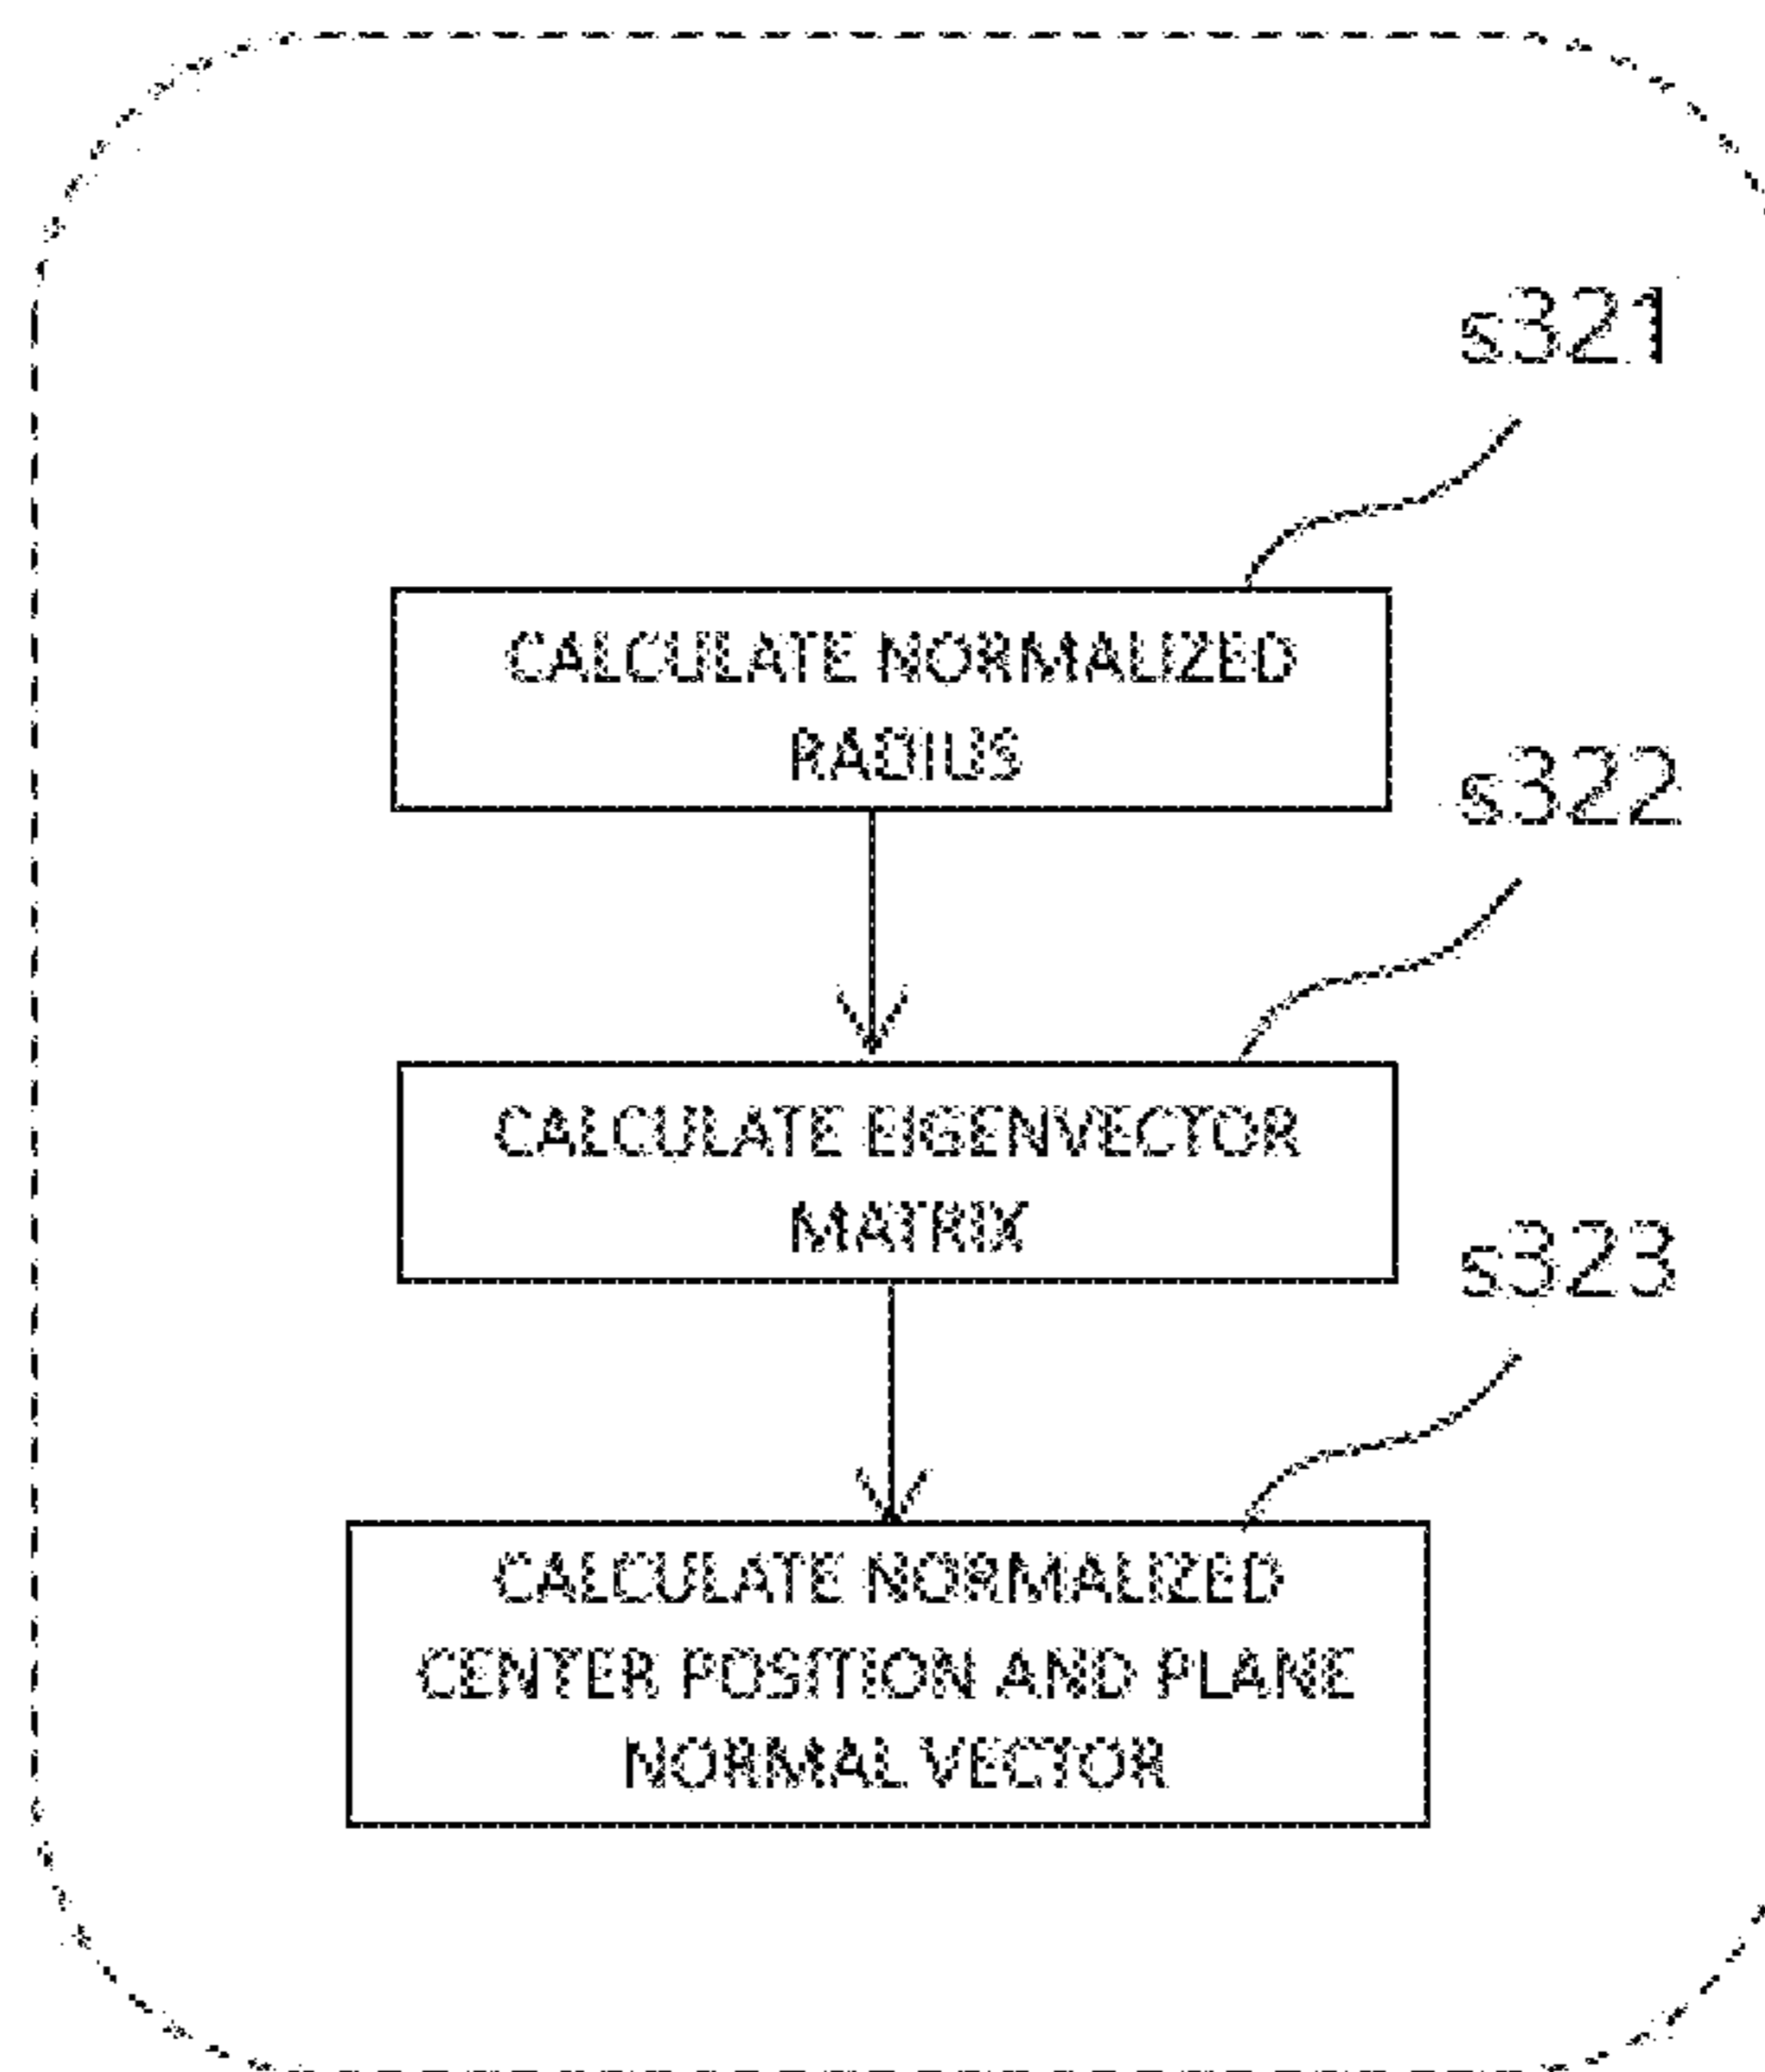 s321
CALCULATE NORMALIZED
RADIUS
s322
CALCULATE EIGENVECTOR
MATRIX
s323
CALCULATE NORMALIZED
CENTER POSITION AND PLANE
NORMAL VECTOR